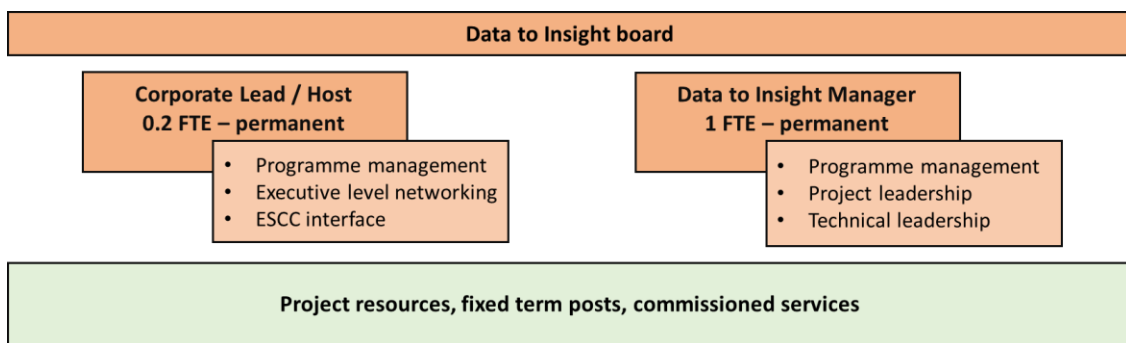 Data to Insight board
Corporate Lead / Host
0.2 FTE – permanent
• Programme management
• Executive level networking
• ESCC interface
Data to Insight Manager
1 FTE – permanent
• Programme management
• Project leadership
• Technical leadership
Project resources, fixed term posts, commissioned services